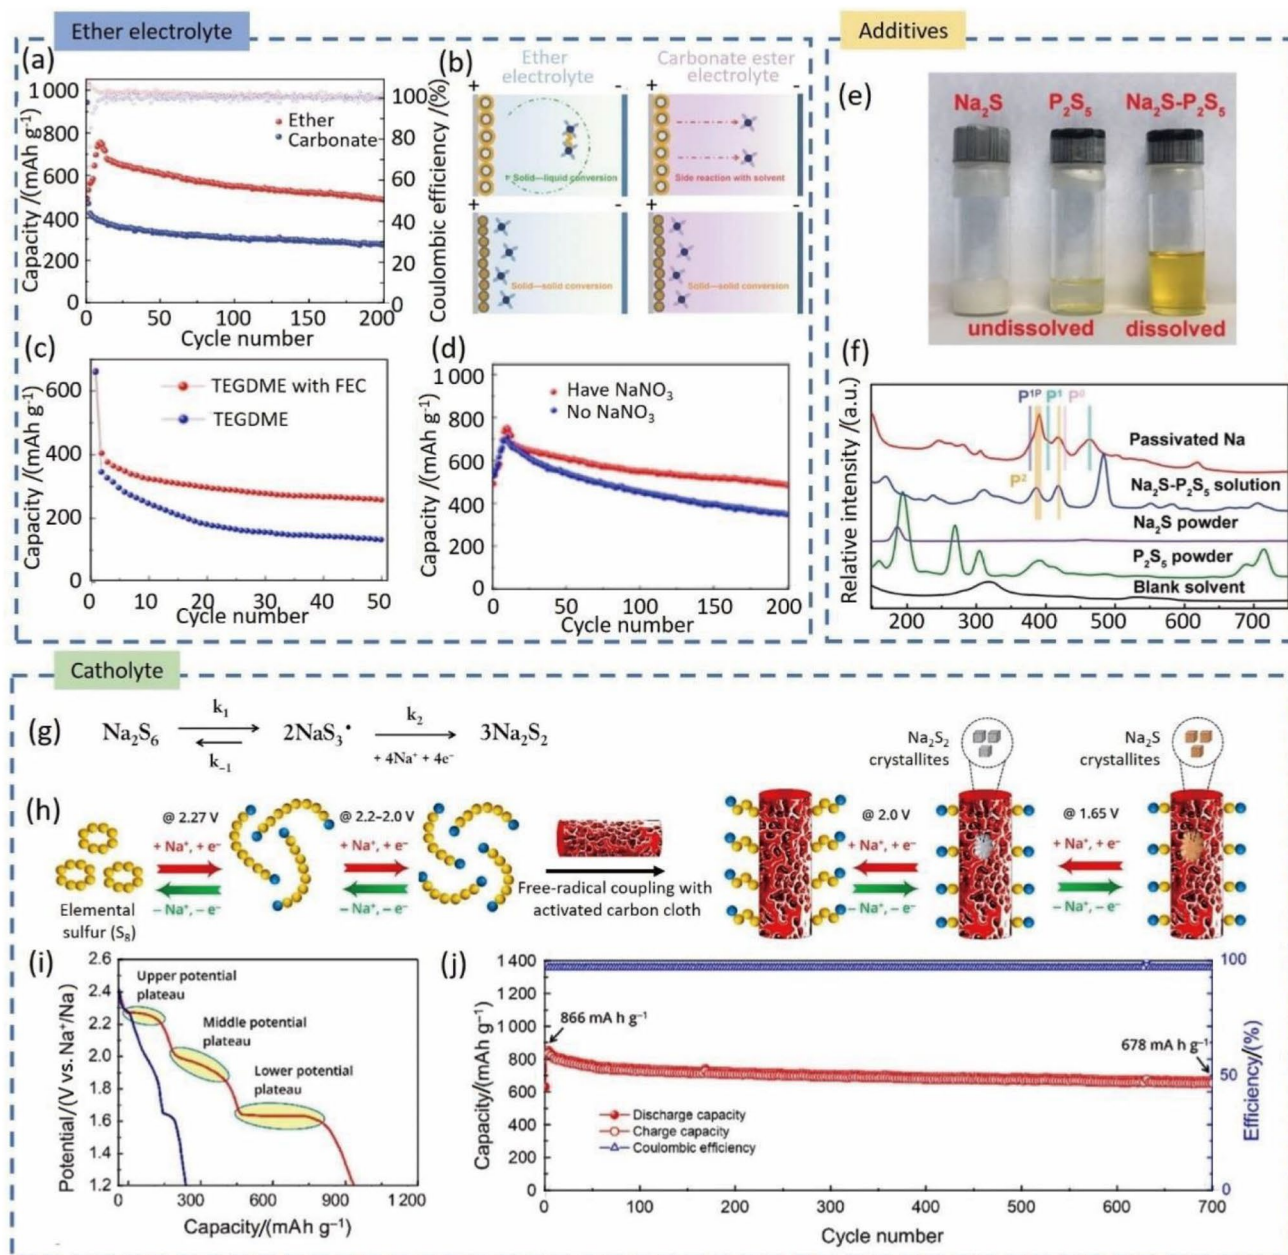 Ether electrolyte
(a)
1 000
800
600
400
200
0
Capacity /(mAh g⁻¹)
Ether
Carbonate
100
80
60
40
20
0
Coulombic efficiency /(%)
0
50
100
150
200
Cycle number
(b)
Ether
electrolyte
Carbonate ester
electrolyte
+
-
+
-
Solid—liquid conversion
Side reaction with solvent
+
-
+
-
Solid—solid conversion
Solid—solid conversion
(c)
600
400
200
0
Capacity /(mAh g⁻¹)
TEGDME with FEC
TEGDME
0
10
20
30
40
50
Cycle number
(d)
1 000
800
600
400
200
0
Capacity /(mAh g⁻¹)
Have NaNO₃
No NaNO₃
0
50
100
150
200
Cycle number
Additives
(e)
Na₂S
P₂S₅
Na₂S-P₂S₅
undissolved
dissolved
(f)
Relative intensity /(a.u.)
P¹ᴾ
P¹
P⁰
P²
Passivated Na
Na₂S-P₂S₅ solution
Na₂S powder
P₂S₅ powder
Blank solvent
200
300
400
500
600
700
Catholyte
(g)
Na₂S₆
k₁
k₋₁
2NaS₃•
k₂
+ 4Na⁺ + 4e⁻
3Na₂S₂
Na₂S₂
crystallites
Na₂S
crystallites
(h)
@ 2.27 V
+ Na⁺, + e⁻
– Na⁺, – e⁻
@ 2.2–2.0 V
+ Na⁺, + e⁻
– Na⁺, – e⁻
Elemental
sulfur (S₈)
Free-radical coupling with
activated carbon cloth
@ 2.0 V
+ Na⁺, + e⁻
– Na⁺, – e⁻
@ 1.65 V
+ Na⁺, + e⁻
– Na⁺, – e⁻
(i)
2.6
2.4
2.2
2.0
1.8
1.6
1.4
1.2
Potential/(V vs. Na⁺/Na)
Upper potential
plateau
Middle potential
plateau
Lower potential
plateau
0
300
600
900
1200
Capacity/(mAh g⁻¹)
(j)
1400
1200
1000
800
600
400
200
0
Capacity/(mAh g⁻¹)
866 mA h g⁻¹
678 mA h g⁻¹
Discharge capacity
Charge capacity
Coulombic efficiency
100
50
0
Efficiency/(%)
0
100
200
300
400
500
600
700
Cycle number